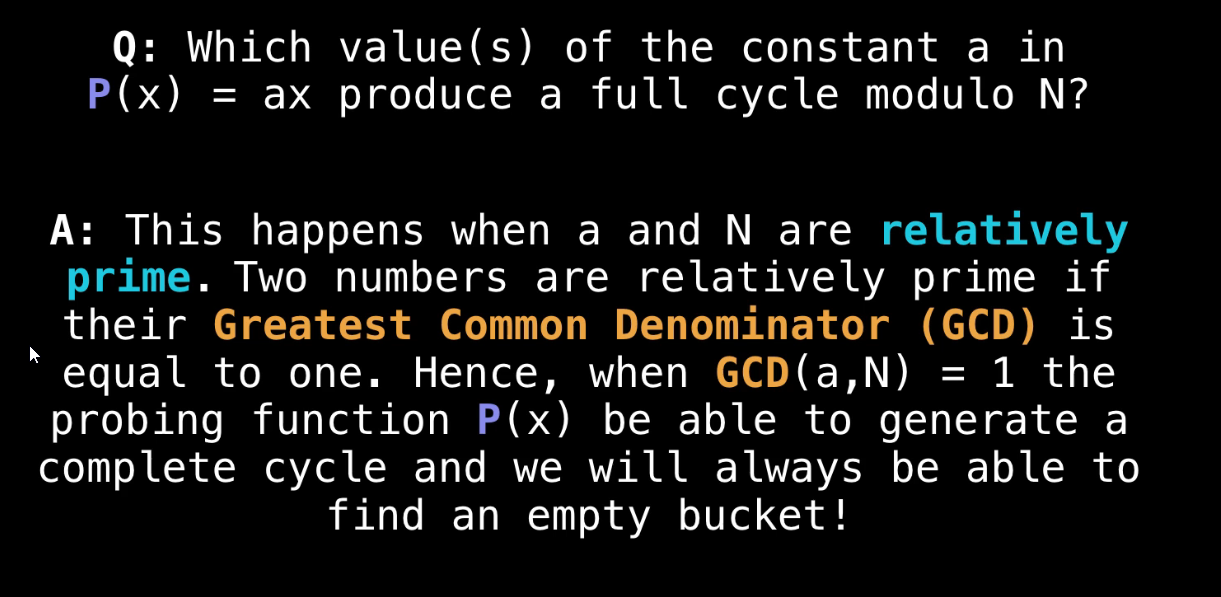 Q: Which value(s) of the constant a in
P(x) = ax produce a full cycle modulo N?
A: This happens when a and N are relatively
prime. Two numbers are relatively prime if
their Greatest Common Denominator (GCD) is
equal to one. Hence, when GCD(a,N) = 1 the
probing function P(x) be able to generate a
complete cycle and we will always be able to
find an empty bucket!